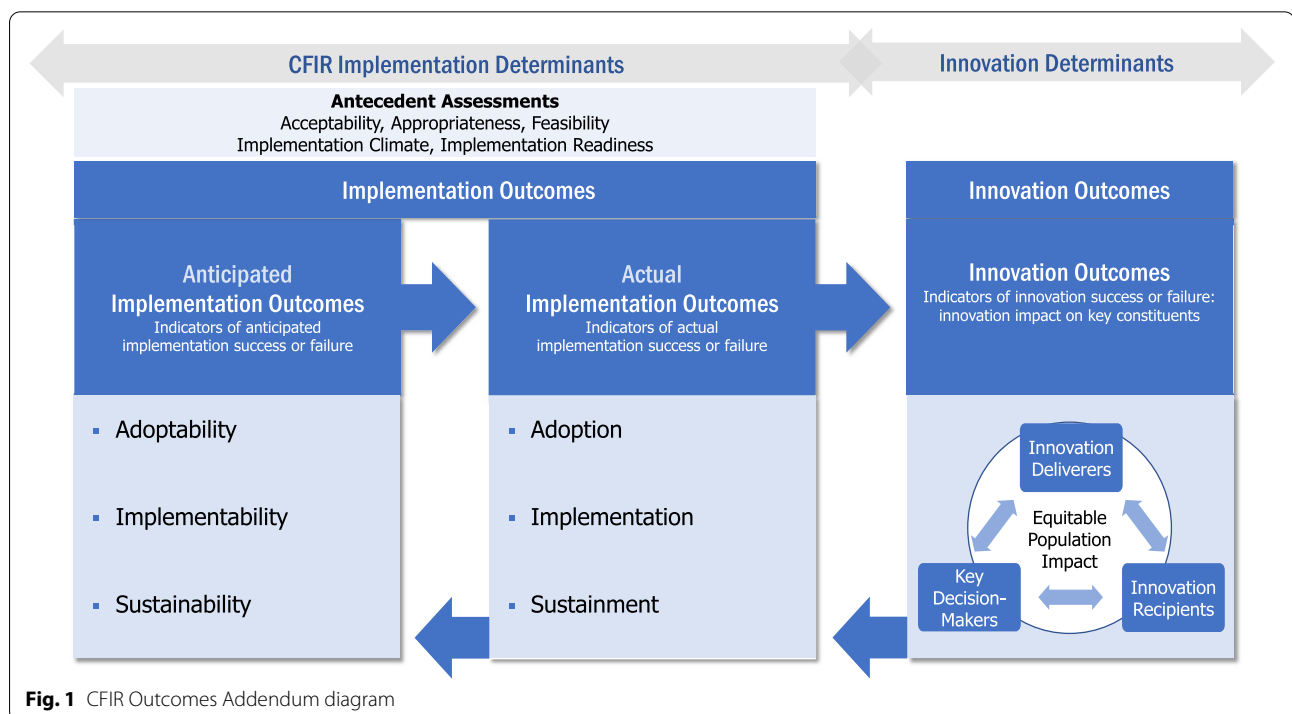 CFIR Implementation Determinants
Innovation Determinants
Antecedent Assessments
Acceptability, Appropriateness, Feasibility
Implementation Climate, Implementation Readiness
Implementation Outcomes
Innovation Outcomes
Anticipated
Implementation Outcomes
Indicators of anticipated
implementation success or failure
Actual
Implementation Outcomes
Indicators of actual
implementation success or failure
Innovation Outcomes
Indicators of innovation success or failure:
innovation impact on key constituents
▪ Adoptability
▪ Implementability
▪ Sustainability
▪ Adoption
▪ Implementation
▪ Sustainment
Innovation
Deliverers
Equitable
Population
Impact
Key
Decision-
Makers
Innovation
Recipients
Fig. 1 CFIR Outcomes Addendum diagram